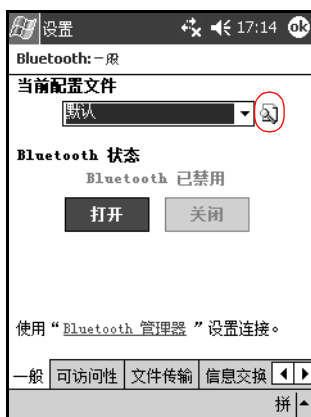 设置 17:14 ok
Bluetooth: 一般
当前配置文件
默认
Bluetooth 状态
Bluetooth 已禁用
打开 关闭
使用“Bluetooth 管理器”设置连接。
一般 可访问性 文件传输 信息交换
拼